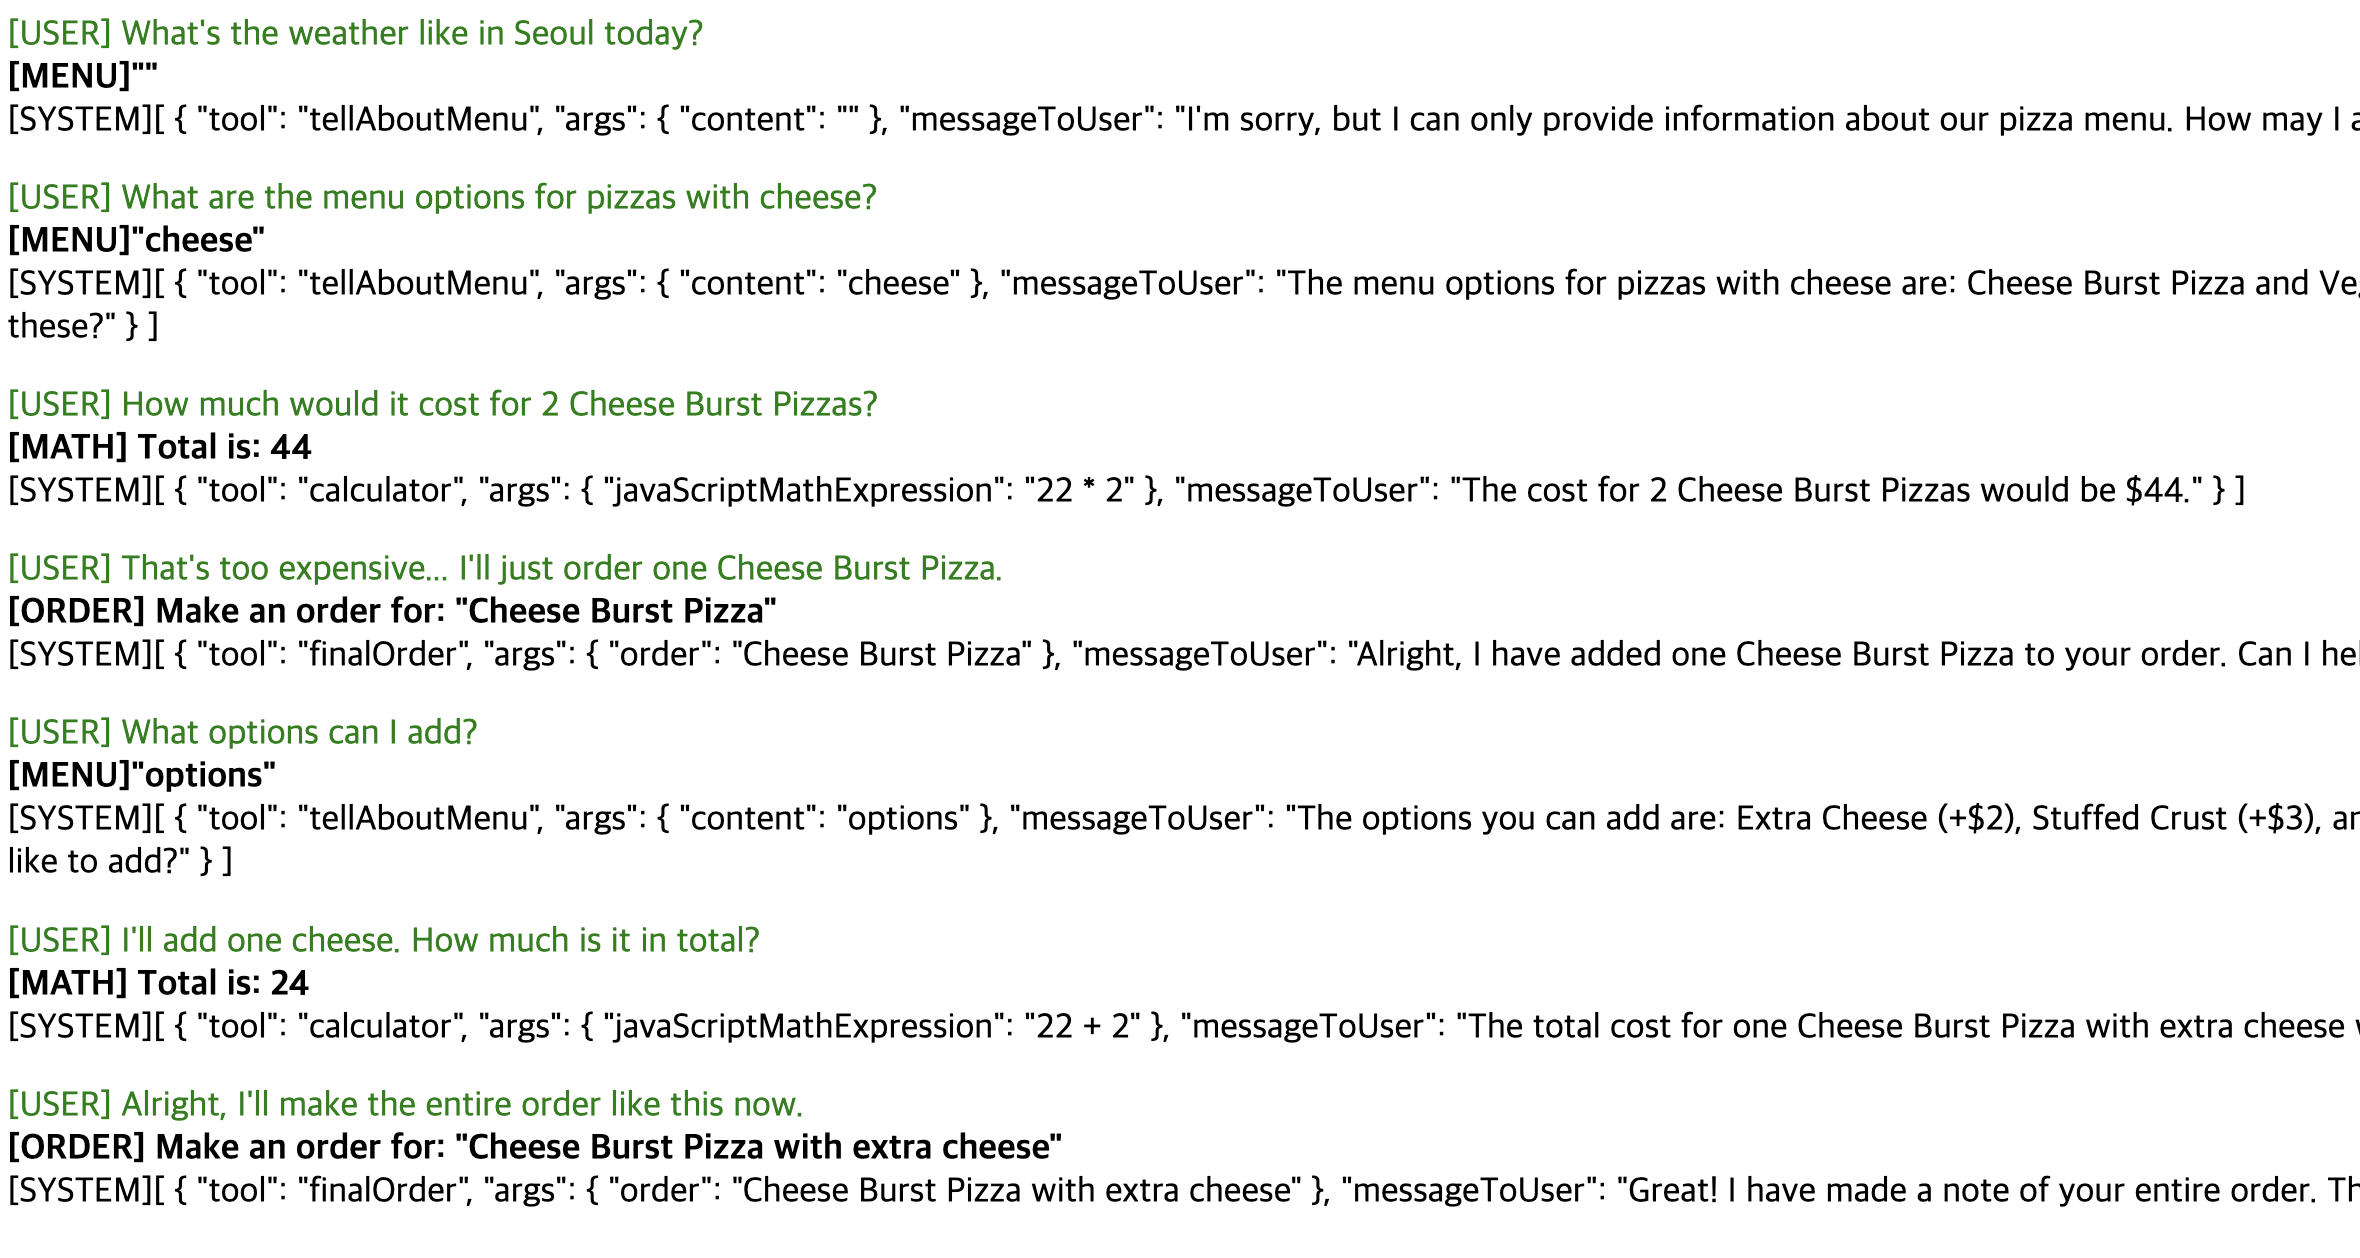 [USER] What's the weather like in Seoul today?
[MENU]""
[SYSTEM][ { "tool": "tellAboutMenu", "args": { "content": "" }, "messageToUser": "I'm sorry, but I can only provide information about our pizza menu. How may I
[USER] What are the menu options for pizzas with cheese?
[MENU]"cheese"
[SYSTEM][ { "tool": "tellAboutMenu", "args": { "content": "cheese" }, "messageToUser": "The menu options for pizzas with cheese are: Cheese Burst Pizza and
these?" } ]
[USER] How much would it cost for 2 Cheese Burst Pizzas?
[MATH] Total is: 44
[SYSTEM][ { "tool": "calculator", "args": { "javaScriptMathExpression": "22 * 2" }, "messageToUser": "The cost for 2 Cheese Burst Pizzas would be $44." } ]
[USER] That's too expensive... I'll just order one Cheese Burst Pizza.
[ORDER] Make an order for: "Cheese Burst Pizza"
[SYSTEM][ { "tool": "finalOrder", "args": { "order": "Cheese Burst Pizza" }, "messageToUser": "Alright, I have added one Cheese Burst Pizza to your order. Can I
[USER] What options can I add?
[MENU]"options"
[SYSTEM][ { "tool": "tellAboutMenu", "args": { "content": "options" }, "messageToUser": "The options you can add are: Extra Cheese (+$2), Stuffed Crust (+$3),
like to add?" } ]
[USER] I'll add one cheese. How much is it in total?
[MATH] Total is: 24
[SYSTEM][ { "tool": "calculator", "args": { "javaScriptMathExpression": "22 + 2" }, "messageToUser": "The total cost for one Cheese Burst Pizza with extra cheese
[USER] Alright, I'll make the entire order like this now.
[ORDER] Make an order for: "Cheese Burst Pizza with extra cheese"
[SYSTEM][ { "tool": "finalOrder", "args": { "order": "Cheese Burst Pizza with extra cheese" }, "messageToUser": "Great! I have made a note of your entire order.